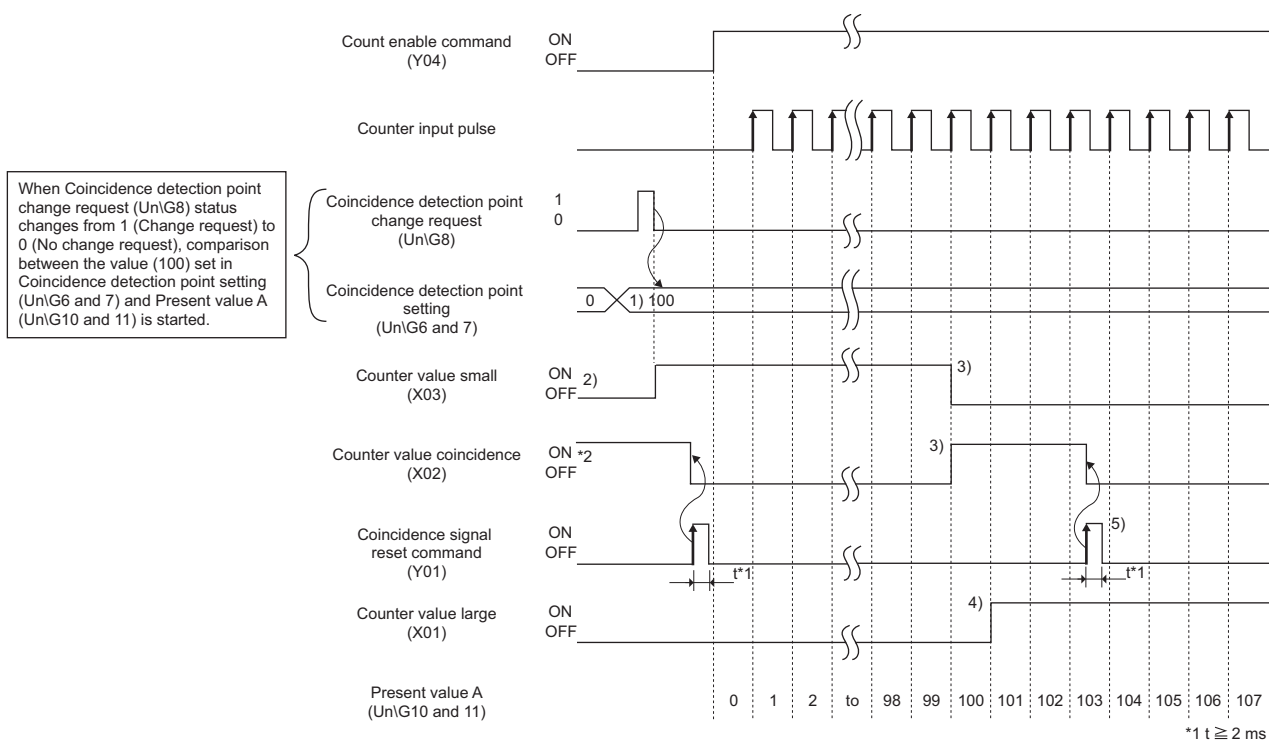 Count enable command
(Y04)
ON
OFF
Counter input pulse
When Coincidence detection point
change request (Un\G8) status
changes from 1 (Change request) to
0 (No change request), comparison
between the value (100) set in
Coincidence detection point setting
(Un\G6 and 7) and Present value A
(Un\G10 and 11) is started.
Coincidence detection point
change request
(Un\G8)
1
0
Coincidence detection point
setting
(Un\G6 and 7)
0 1) 100
Counter value small
(X03)
ON 2)
OFF
3)
Counter value coincidence
(X02)
ON *2
OFF
3)
Coincidence signal
reset command
(Y01)
ON
OFF
t*1
5)
t*1
Counter value large
(X01)
ON
OFF
4)
Present value A
(Un\G10 and 11)
0 1 2 to 98 99 100 101 102 103 104 105 106 107
*1 t ≧ 2 ms